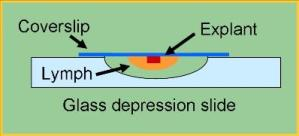 Coverslip
Explant
Lymph
Glass depression slide